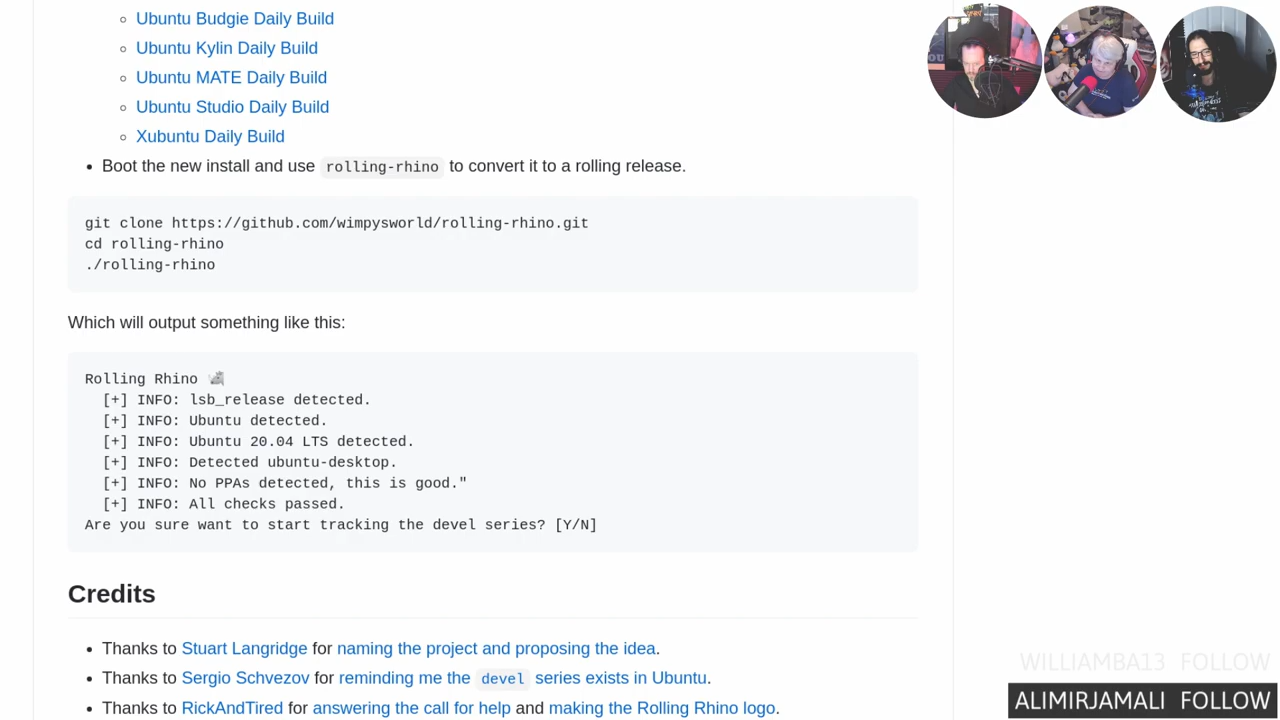 Ubuntu Budgie Daily Build
Ubuntu Kylin Daily Build
Ubuntu MATE Daily Build
Ubuntu Studio Daily Build
Xubuntu Daily Build
Boot the new install and use rolling-rhino to convert it to a rolling release.
git clone https://github.com/wimpysworld/rolling-rhino.git
cd rolling-rhino
./rolling-rhino
Which will output something like this:
Rolling Rhino 🦏
[+] INFO: lsb_release detected.
[+] INFO: Ubuntu detected.
[+] INFO: Ubuntu 20.04 LTS detected.
[+] INFO: Detected ubuntu-desktop.
[+] INFO: No PPAs detected, this is good."
[+] INFO: All checks passed.
Are you sure want to start tracking the devel series? [Y/N]
Credits
Thanks to Stuart Langridge for naming the project and proposing the idea.
Thanks to Sergio Schvezov for reminding me the devel series exists in Ubuntu.
Thanks to RickAndTired for answering the call for help and making the Rolling Rhino logo.
WILLIAMBA13 FOLLOW
ALIMIRJAMALI FOLLOW